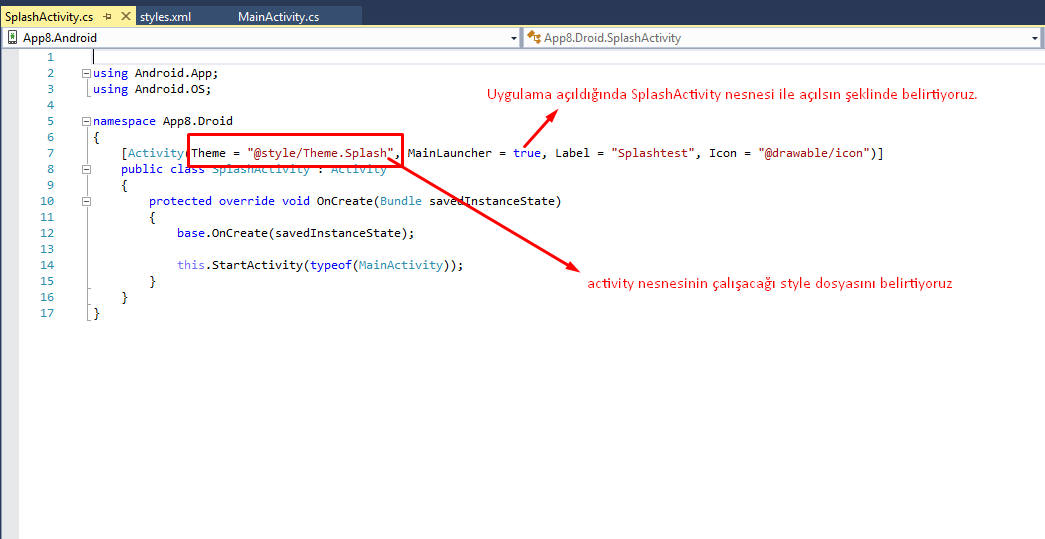 SplashActivity.cs styles.xml MainActivity.cs
App8.Android App8.Droid.SplashActivity
1
2 using Android.App;
3 using Android.OS;
4
5 namespace App8.Droid
6 {
7 [Activity(Theme = "@style/Theme.Splash", MainLauncher = true, Label = "Splashtest", Icon = "@drawable/icon")]
8 public class SplashActivity : Activity
9 {
10 protected override void OnCreate(Bundle savedInstanceState)
11 {
12 base.OnCreate(savedInstanceState);
13
14 this.StartActivity(typeof(MainActivity));
15 }
16 }
17 }
Uygulama açıldığında SplashActivity nesnesi ile açılsın şeklinde belirtiyoruz.
activity nesnesinin çalışacağı style dosyasını belirtiyoruz